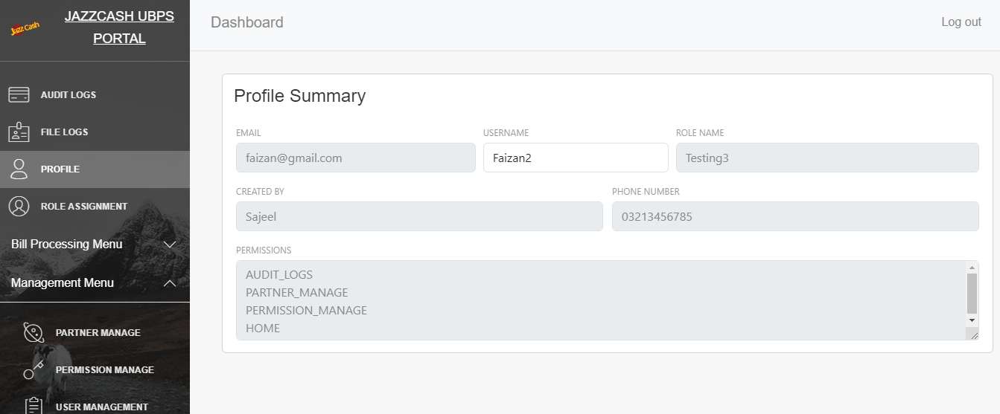 Jazz Cash
JAZZCASH UBPS
PORTAL
AUDIT LOGS
FILE LOGS
PROFILE
ROLE ASSIGNMENT
Bill Processing Menu
Management Menu
PARTNER MANAGE
PERMISSION MANAGE
USER MANAGEMENT
Dashboard
Log out
Profile Summary
EMAIL
USERNAME
ROLE NAME
faizan@gmail.com
Faizan2
Testing3
CREATED BY
PHONE NUMBER
Sajeel
03213456785
PERMISSIONS
AUDIT_LOGS
PARTNER_MANAGE
PERMISSION_MANAGE
HOME